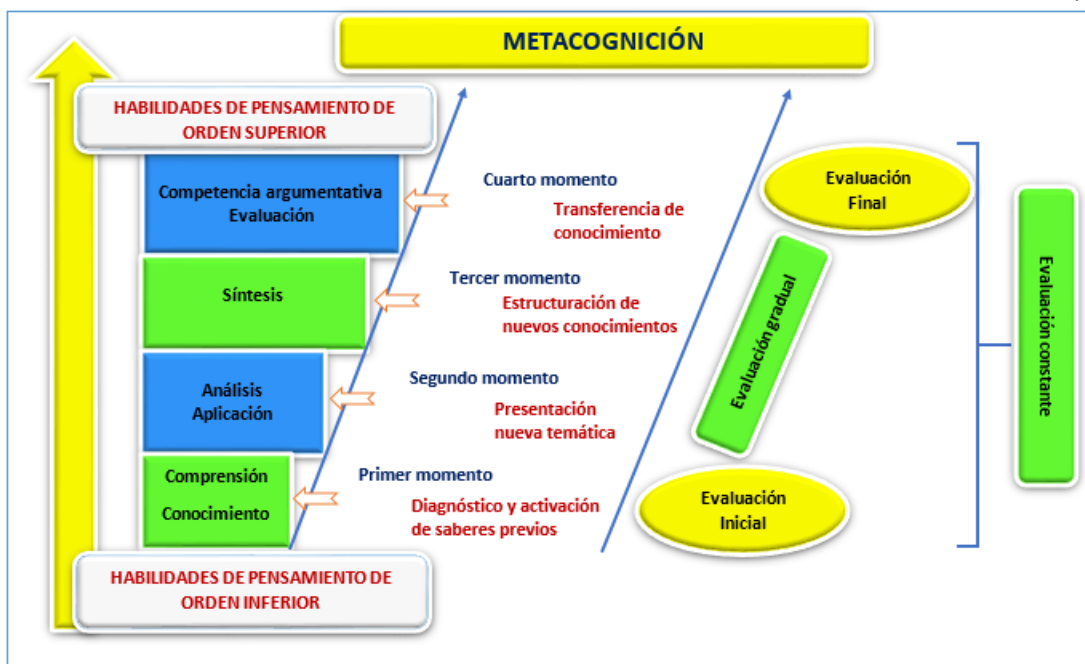 METACOGNICIÓN
HABILIDADES DE PENSAMIENTO DE
ORDEN SUPERIOR
Competencia argumentativa
Evaluación
Cuarto momento
Transferencia de
conocimiento
Síntesis
Tercer momento
Estructuración de
nuevos conocimientos
Análisis
Aplicación
Segundo momento
Presentación
nueva temática
Comprensión
Conocimiento
Primer momento
Diagnóstico y activación
de saberes previos
HABILIDADES DE PENSAMIENTO DE
ORDEN INFERIOR
Evaluación
Final
Evaluación gradual
Evaluación
Inicial
Evaluación constante